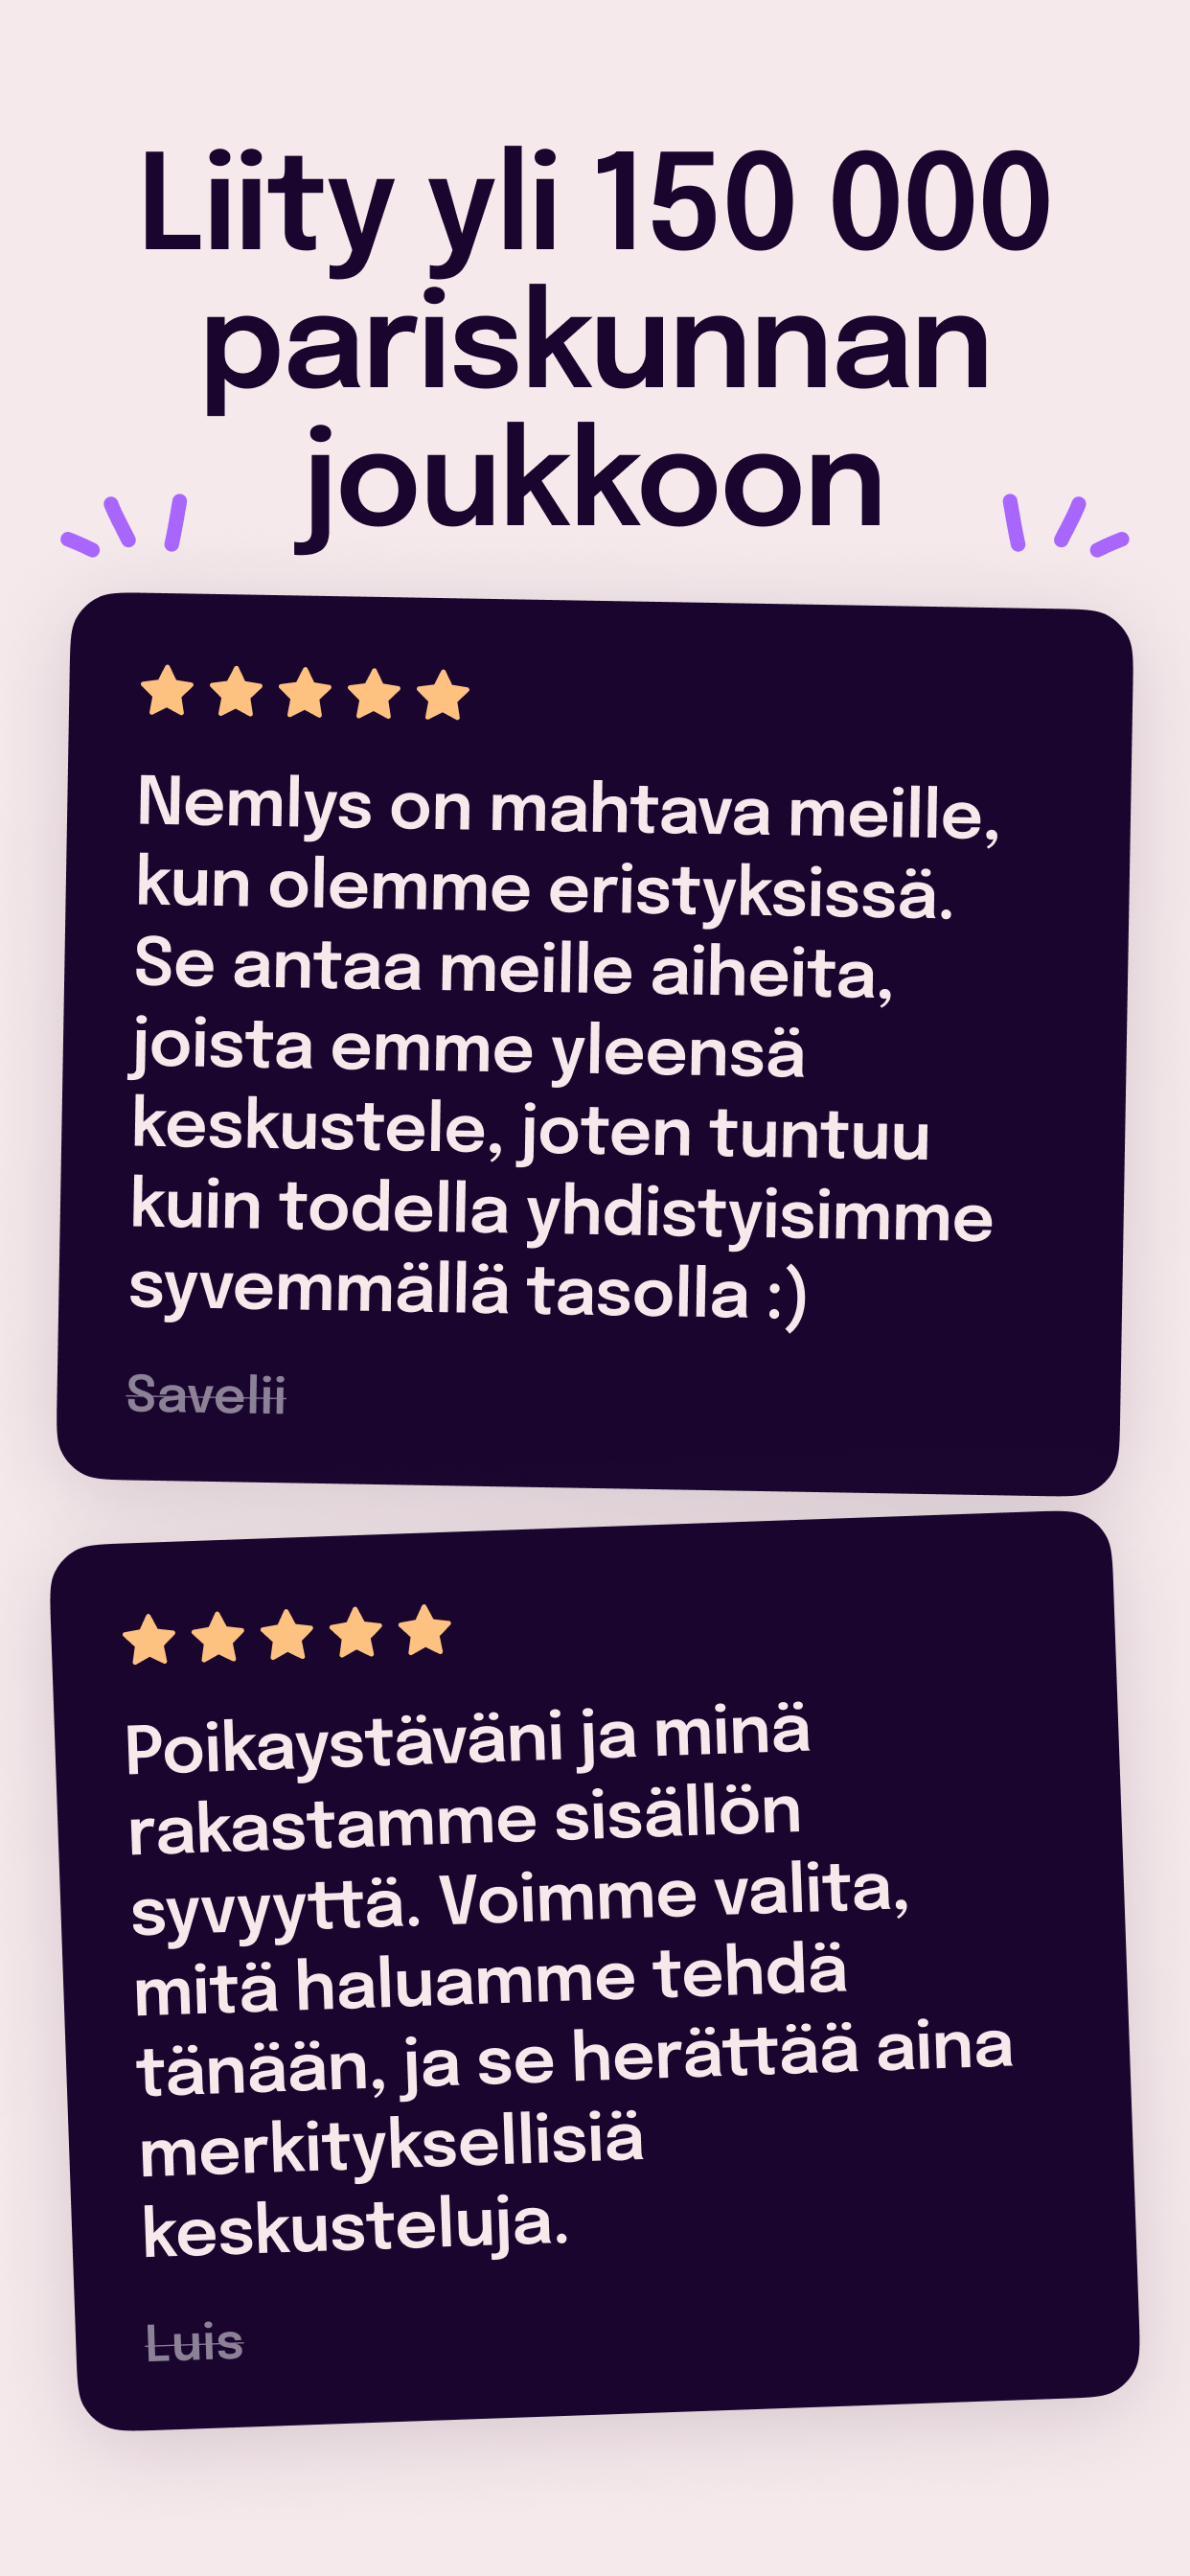 Liity yli 150 000
pariskunnan
joukkoon
Nemlys on mahtava meille,
kun olemme eristyksissä.
Se antaa meille aiheita,
joista emme yleensä
keskustele, joten tuntuu
kuin todella yhdistyisimme
syvemmällä tasolla :)
Savelii
Poikaystäväni ja minä
rakastamme sisällön
syvyyttä. Voimme valita,
mitä haluamme tehdä
tänään, ja se herättää aina
merkityksellisiä
keskusteluja.
Luis